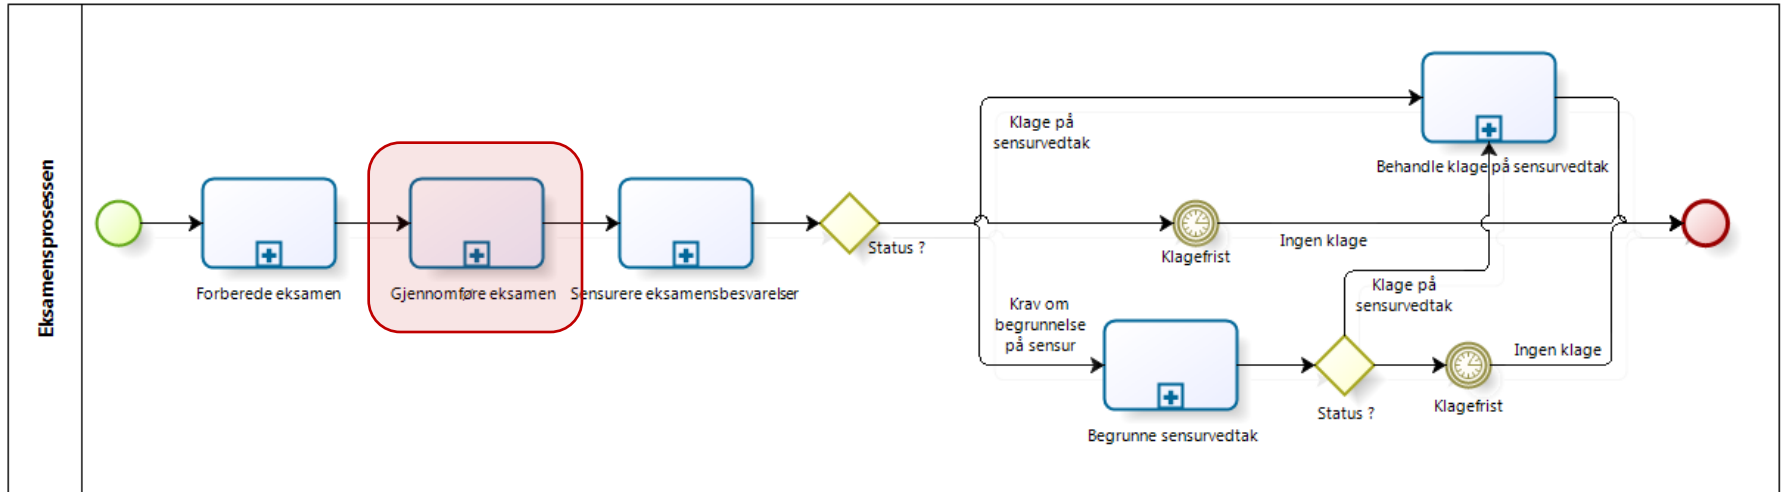 Eksamensprosessen
Forberede eksamen
Gjennomføre eksamen
Sensurere eksamensbesvarelser
Status ?
Klage på
sensurvedtak
Klagefrist
Ingen klage
Krav om
begrunnelse
på sensur
Begrunne sensurvedtak
Status ?
Klage på
sensurvedtak
Klagefrist
Ingen klage
Behandle klage på sensurvedtak